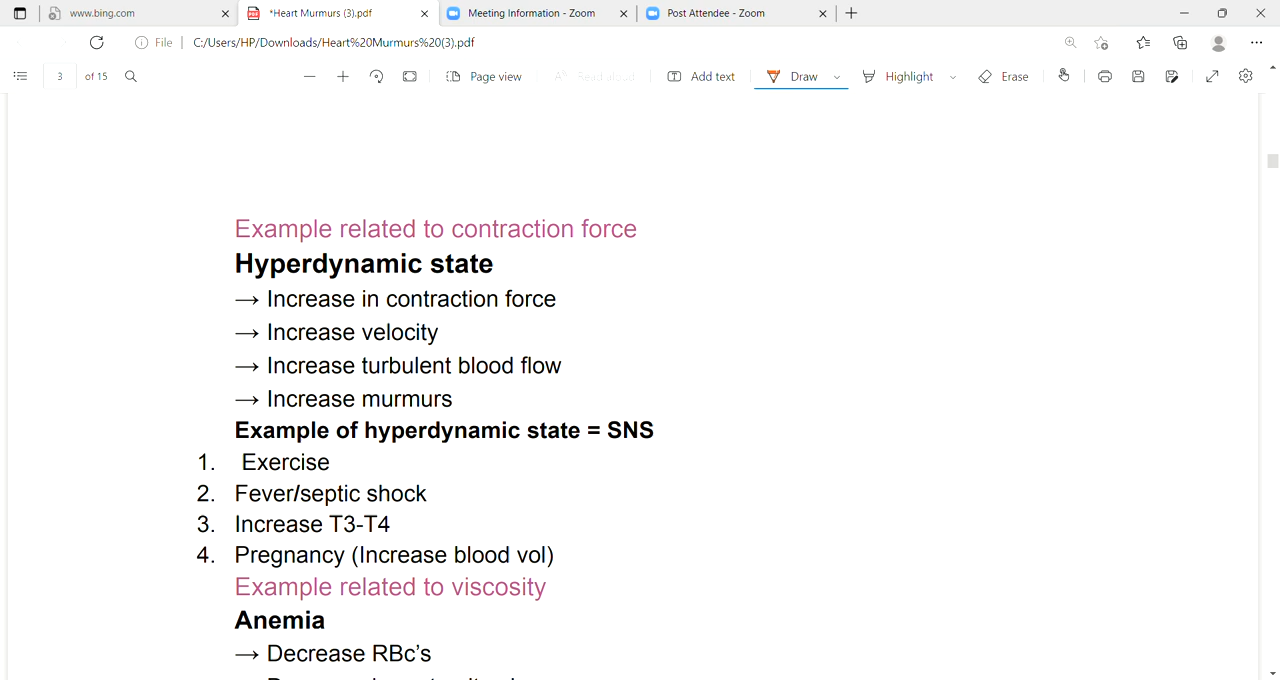 www.bing.com
*Heart Murmurs (3).pdf
Meeting Information - Zoom
Post Attendee - Zoom
File
C:/Users/HP/Downloads/Heart%20Murmurs%20(3).pdf
3 of 15
Page view
Read aloud
Add text
Draw
Highlight
Erase
Example related to contraction force
Hyperdynamic state
→ Increase in contraction force
→ Increase velocity
→ Increase turbulent blood flow
→ Increase murmurs
Example of hyperdynamic state = SNS
1. Exercise
2. Fever/septic shock
3. Increase T3-T4
4. Pregnancy (Increase blood vol)
Example related to viscosity
Anemia
→ Decrease RBc’s